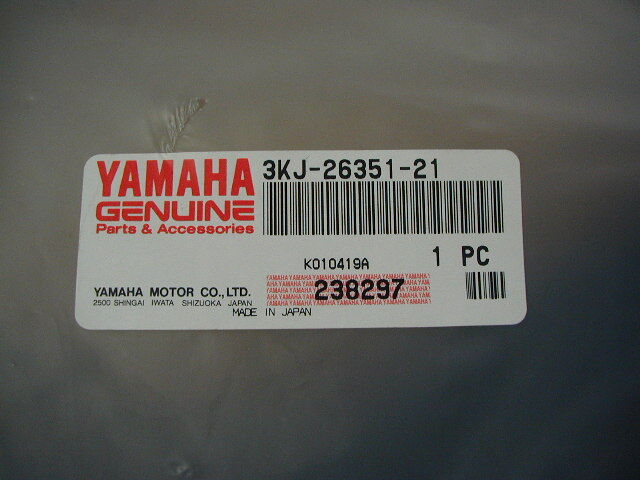 YAMAHA
GENUINE
Parts & Accessories
3KJ-26351-21
K010419A
1 PC
YAMAHA MOTOR CO., LTD.
2500 SHINGAI IWATA SHIZUOKA JAPAN
238297
MADE IN JAPAN